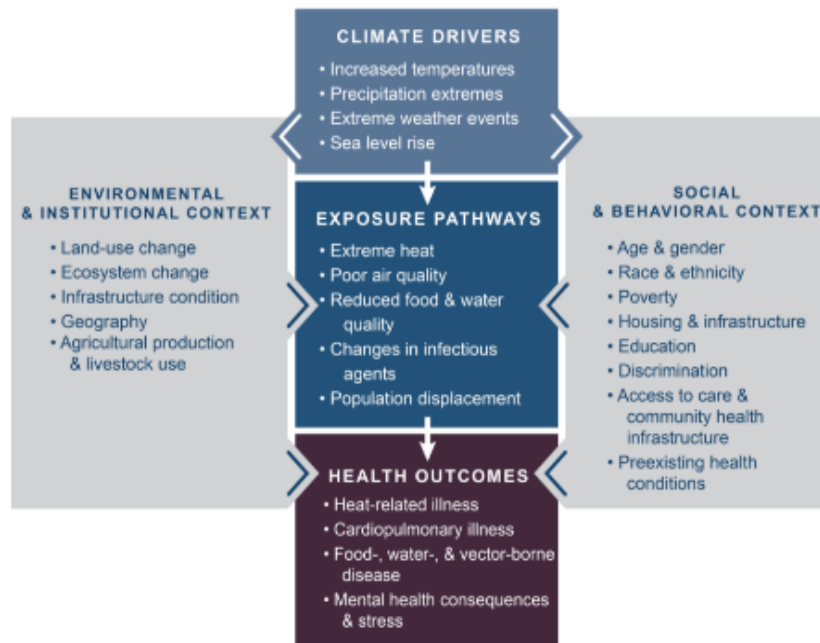 CLIMATE DRIVERS
• Increased temperatures
• Precipitation extremes
• Extreme weather events
• Sea level rise
ENVIRONMENTAL
& INSTITUTIONAL CONTEXT
• Land-use change
• Ecosystem change
• Infrastructure condition
• Geography
• Agricultural production
& livestock use
EXPOSURE PATHWAYS
• Extreme heat
• Poor air quality
• Reduced food & water
quality
• Changes in infectious
agents
• Population displacement
SOCIAL
& BEHAVIORAL CONTEXT
• Age & gender
• Race & ethnicity
• Poverty
• Housing & infrastructure
• Education
• Discrimination
• Access to care &
community health
infrastructure
• Preexisting health
conditions
HEALTH OUTCOMES
• Heat-related illness
• Cardiopulmonary illness
• Food-, water-, & vector-borne
disease
• Mental health consequences
& stress